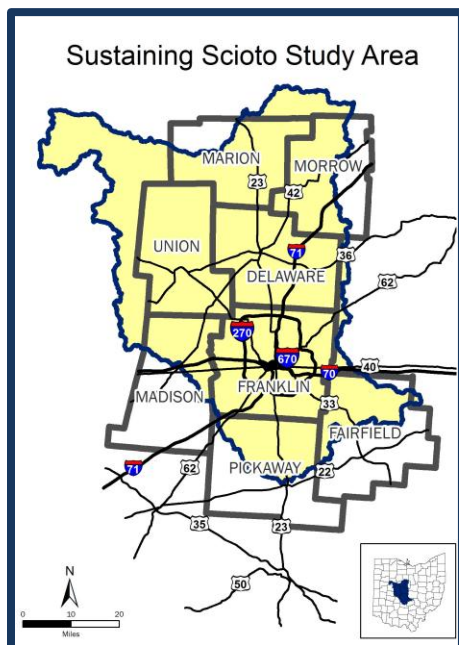 Sustaining Scioto Study Area
MARION
MORROW
23
42
UNION
71
36
DELAWARE
62
270
670
40
70
FRANKLIN
33
MADISON
FAIRFIELD
71
62
PICKAWAY
22
35
23
50
N
0 10 20
Miles